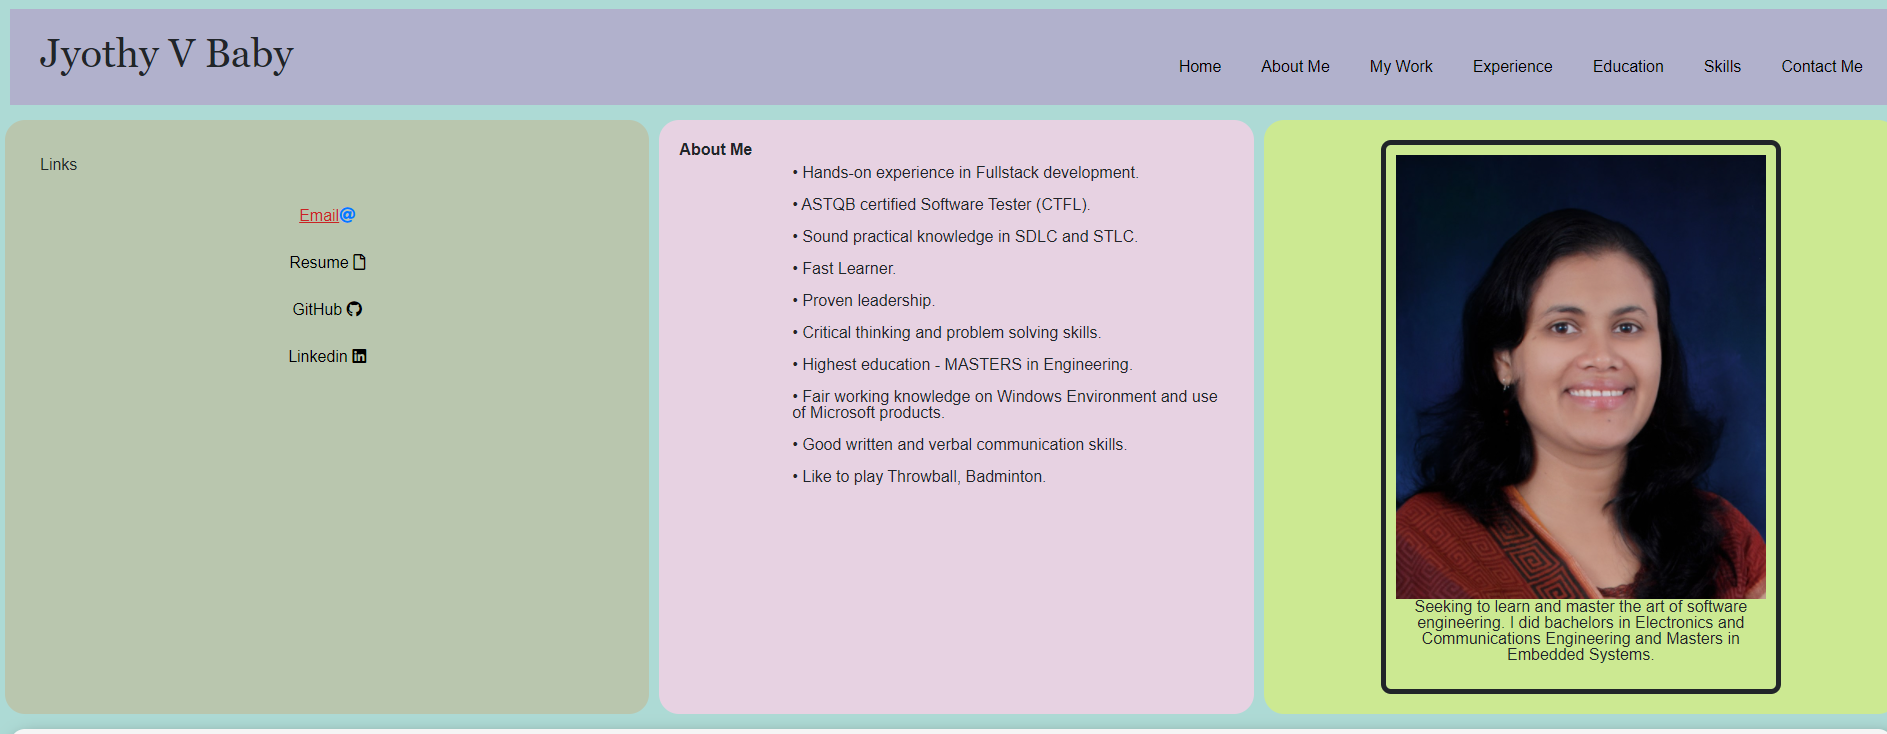 Jyothy V Baby
Home About Me My Work Experience Education Skills Contact Me
Links
Email@
Resume
GitHub
Linkedin
About Me
• Hands-on experience in Fullstack development.
• ASTQB certified Software Tester (CTFL).
• Sound practical knowledge in SDLC and STLC.
• Fast Learner.
• Proven leadership.
• Critical thinking and problem solving skills.
• Highest education - MASTERS in Engineering.
• Fair working knowledge on Windows Environment and use
of Microsoft products.
• Good written and verbal communication skills.
• Like to play Throwball, Badminton.
Seeking to learn and master the art of software
engineering. I did bachelors in Electronics and
Communications Engineering and Masters in
Embedded Systems.